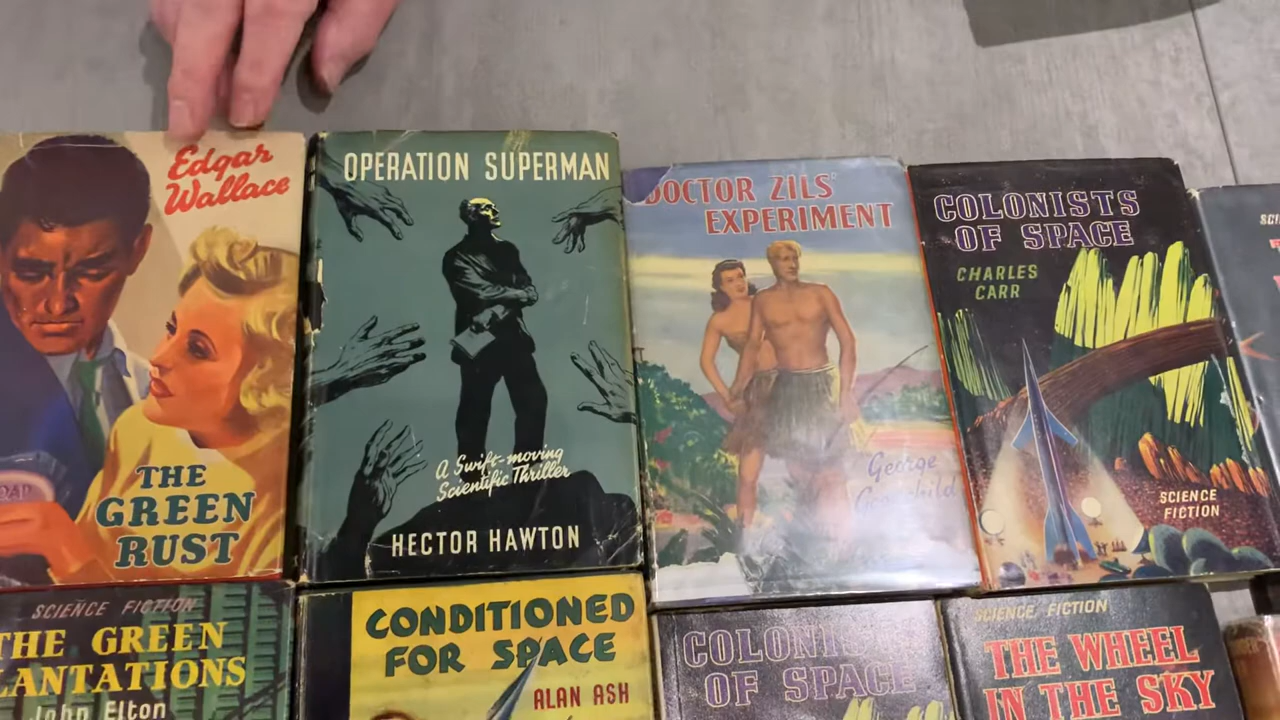 Edgar
Wallace
THE
GREEN
RUST
OPERATION SUPERMAN
A Swift-moving
Scientific Thriller
HECTOR HAWTON
DOCTOR ZILS'
EXPERIMENT
George
COLONISTS
OF SPACE
CHARLES
CARR
SCIENCE
FICTION
SCIENCE FICTION
THE GREEN
LANTATIONS
John Elton
CONDITIONED
FOR SPACE
ALAN ASH
COLONISTS
OF SPACE
SCIENCE FICTION
THE WHEEL
IN THE SKY